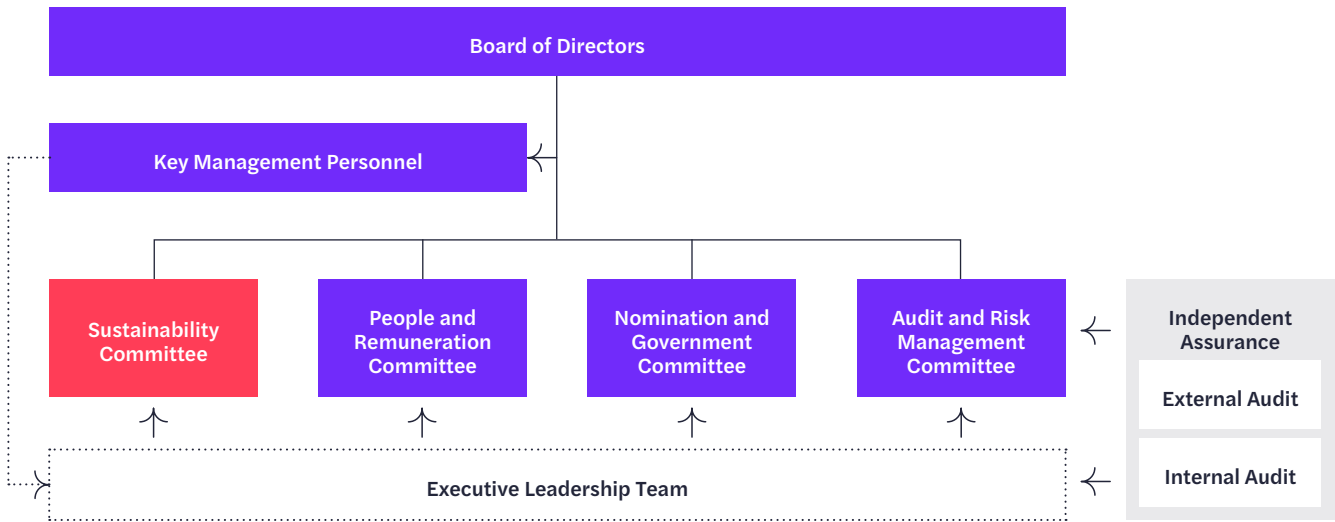 Board of Directors
Key Management Personnel
Sustainability
Committee
People and
Remuneration
Committee
Nomination and
Government
Committee
Audit and Risk
Management
Committee
Independent
Assurance
External Audit
Internal Audit
Executive Leadership Team